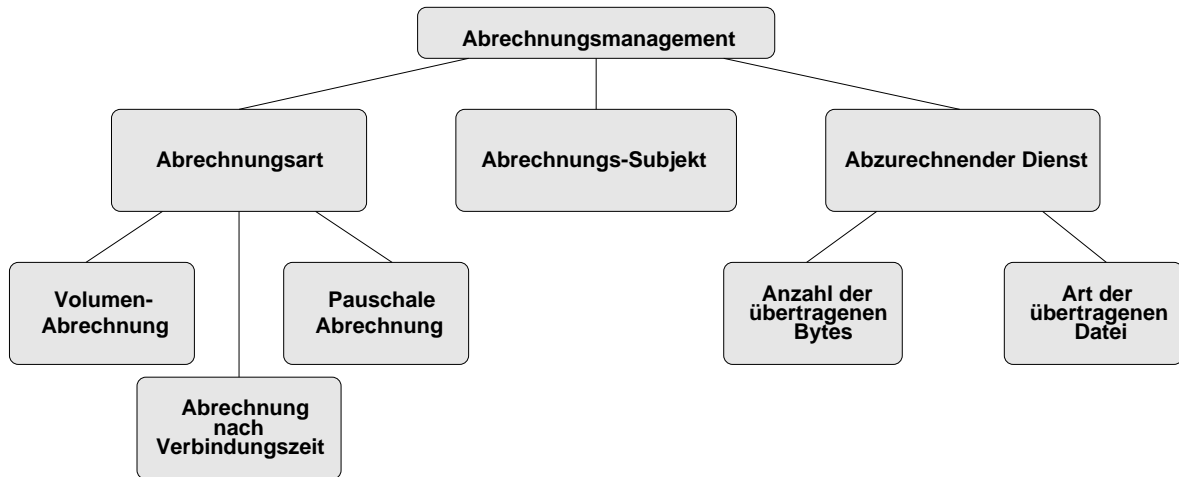 Abrechnungsmanagement
Abrechnungsart
Abrechnungs-Subjekt
Abzurechnender Dienst
Volumen-
Abrechnung
Pauschale
Abrechnung
Anzahl der
übertragenen
Bytes
Art der
übertragenen
Datei
Abrechnung
nach
Verbindungszeit